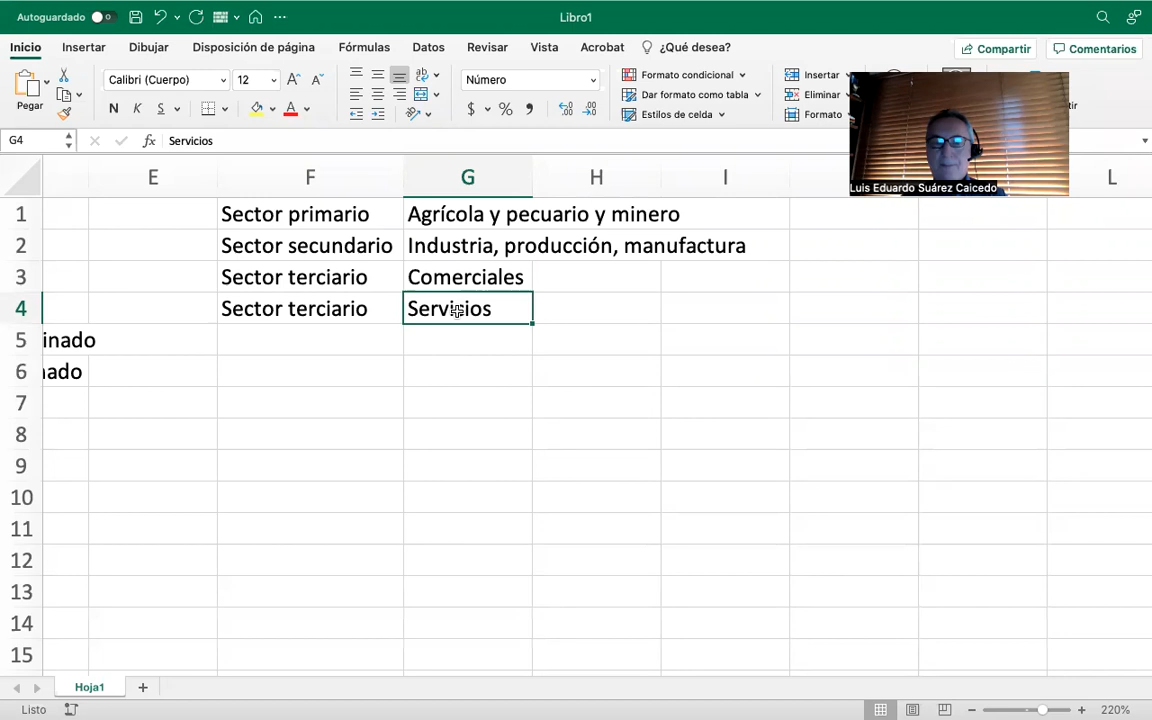 Autoguardado
Libro1
Inicio Insertar Dibujar Disposición de página Fórmulas Datos Revisar Vista Acrobat ¿Qué desea? Compartir Comentarios
Pegar
Calibri (Cuerpo) 12
N K S A
Número
$ %
Formato condicional
Dar formato como tabla
Estilos de celda
Insertar
Eliminar
Formato
Luis Eduardo Suárez Caicedo
G4 fx Servicios
E F G H I L
1 Sector primario Agrícola y pecuario y minero
2 Sector secundario Industria, producción, manufactura
3 Sector terciario Comerciales
4 Sector terciario Servicios
5 inado
6 nado
7
8
9
10
11
12
13
14
15
Hoja1
Listo 220%